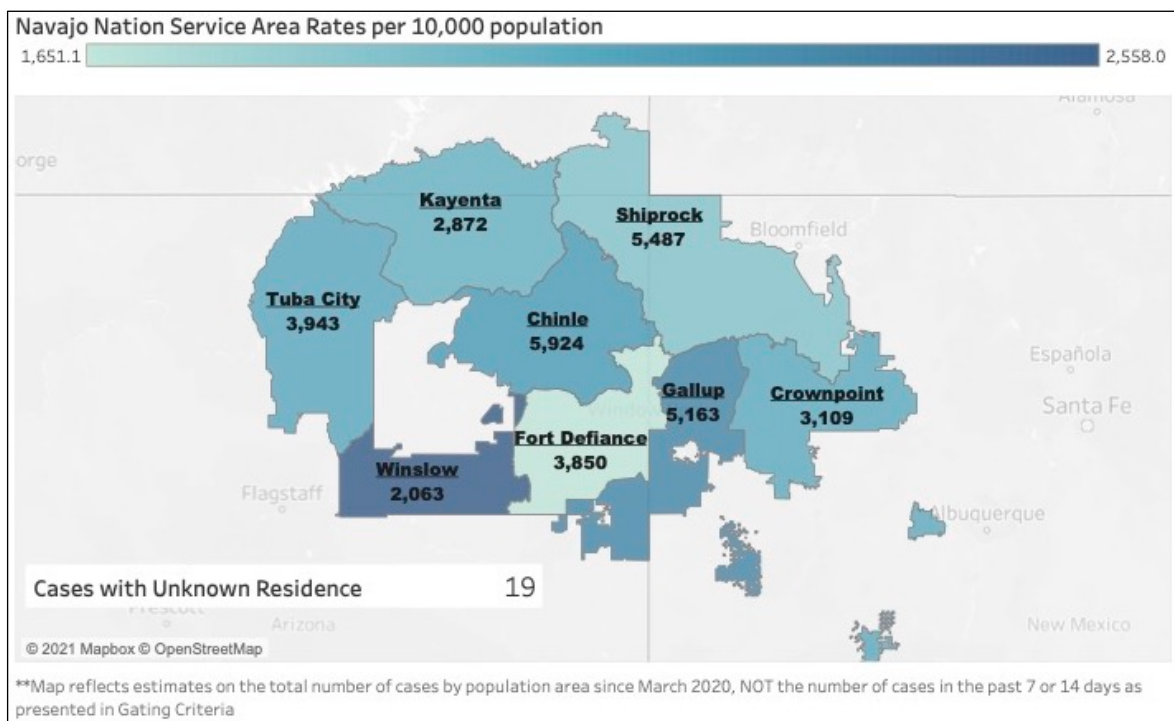 Navajo Nation Service Area Rates per 10,000 population
1,651.1
2,558.0
Alamosa
orge
Kayenta
2,872
Shiprock
5,487
Bloomfield
Tuba City
3,943
Chinle
5,924
Española
Gallup
5,163
Crownpoint
3,109
Santa Fe
Window
Fort Defiance
3,850
Winslow
2,063
Flagstaff
Albuquerque
Cases with Unknown Residence 19
Prescott
Arizona
New Mexico
© 2021 Mapbox © OpenStreetMap
**Map reflects estimates on the total number of cases by population area since March 2020, NOT the number of cases in the past 7 or 14 days as
presented in Gating Criteria